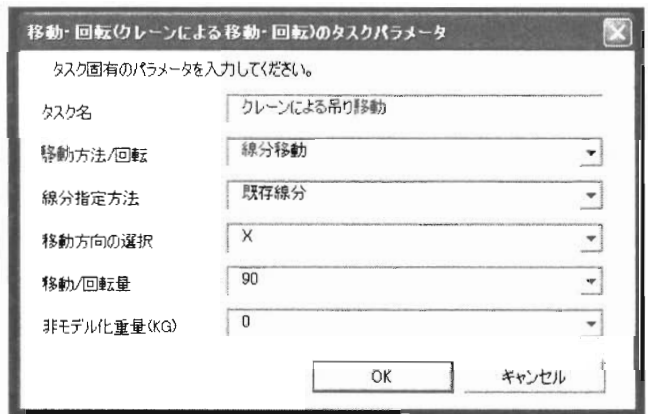 移動・回転(クレーンによる移動・回転)のタスクパラメータ
タスク固有のパラメータを入力してください。
タスク名 クレーンによる吊り移動
移動方法/回転 線分移動
線分指定方法 既存線分
移動方向の選択 X
移動/回転量 90
非モデル化重量(KG) 0
OK キャンセル